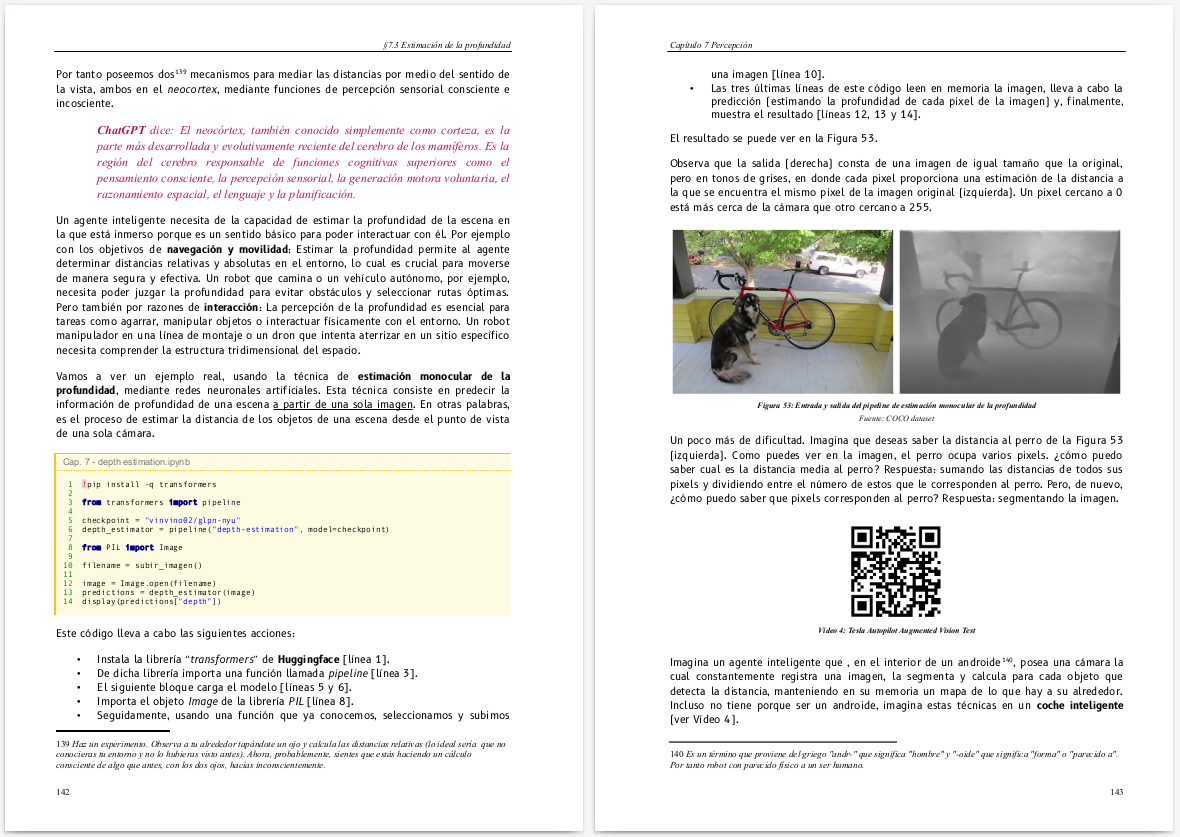 §7.3 Estimación de la profundidad
Por tanto poseemos dos139 mecanismos para mediar las distancias por medio del sentido de
la vista, ambos en el neocortex, mediante funciones de percepción sensorial consciente e
incosciente.
ChatGPT dice: El neocórtex, también conocido simplemente como corteza, es la
parte más desarrollada y evolutivamente reciente del cerebro de los mamíferos. Es la
región del cerebro responsable de funciones cognitivas superiores como el
pensamiento consciente, la percepción sensorial, la generación motora voluntaria, el
razonamiento espacial, el lenguaje y la planificación.
Un agente inteligente necesita de la capacidad de estimar la profundidad de la escena en
la que está inmerso porque es un sentido básico para poder interactuar con él. Por ejemplo
con los objetivos de navegación y movilidad: Estimar la profundidad permite al agente
determinar distancias relativas y absolutas en el entorno, lo cual es crucial para moverse
de manera segura y efectiva. Un robot que camina o un vehículo autónomo, por ejemplo,
necesita poder juzgar la profundidad para evitar obstáculos y seleccionar rutas óptimas.
Pero también por razones de interacción: La percepción de la profundidad es esencial para
tareas como agarrar, manipular objetos o interactuar físicamente con el entorno. Un robot
manipulador en una línea de montaje o un dron que intenta aterrizar en un sitio específico
necesita comprender la estructura tridimensional del espacio.
Vamos a ver un ejemplo real, usando la técnica de estimación monocular de la
profundidad, mediante redes neuronales artificiales. Esta técnica consiste en predecir la
información de profundidad de una escena a partir de una sola imagen. En otras palabras,
es el proceso de estimar la distancia de los objetos de una escena desde el punto de vista
de una sola cámara.
Cap. 7 - depth estimation.ipynb
1 !pip install -q transformers
2
3 from transformers import pipeline
4
5 checkpoint = "vinvino02/glpn-nyu"
6 depth_estimator = pipeline("depth-estimation", model=checkpoint)
7
8 from PIL import Image
9
10 filename = subir_imagen()
11
12 image = Image.open(filename)
13 predictions = depth_estimator(image)
14 display(predictions["depth"])
Este código lleva a cabo las siguientes acciones:
• Instala la librería "transformers" de Huggingface [línea 1].
• De dicha librería importa una función llamada pipeline [línea 3].
• El siguiente bloque carga el modelo [líneas 5 y 6].
• Importa el objeto Image de la librería PIL [línea 8].
• Seguidamente, usando una función que ya conocemos, seleccionamos y subimos
139 Haz un experimento. Observa a tu alrededor tapándote un ojo y calcula las distancias relativas (lo ideal sería que no
conocieras tu entorno y no lo hubieras visto antes). Ahora, probablemente, sientes que estás haciendo un cálculo
consciente de algo que antes, con los dos ojos, hacías inconscientemente.
142
Capítulo 7 Percepción
una imagen [línea 10].
• Las tres últimas líneas de este código leen en memoria la imagen, lleva a cabo la
predicción [estimando la profundidad de cada pixel de la imagen] y, finalmente,
muestra el resultado [líneas 12, 13 y 14].
El resultado se puede ver en la Figura 53.
Observa que la salida [derecha] consta de una imagen de igual tamaño que la original,
pero en tonos de grises, en donde cada pixel proporciona una estimación de la distancia a
la que se encuentra el mismo pixel de la imagen original [izquierda]. Un pixel cercano a 0
está más cerca de la cámara que otro cercano a 255.
Figura 53: Entrada y salida del pipeline de estimación monocular de la profundidad
Fuente: COCO dataset
Un poco más de dificultad. Imagina que deseas saber la distancia al perro de la Figura 53
[izquierda]. Como puedes ver en la imagen, el perro ocupa varios pixels. ¿cómo puedo
saber cual es la distancia media al perro? Respuesta: sumando las distancias de todos sus
pixels y dividiendo entre el número de estos que le corresponden al perro. Pero, de nuevo,
¿cómo puedo saber que pixels corresponden al perro? Respuesta: segmentando la imagen.
Vídeo 4: Tesla Autopilot Augmented Vision Test
Imagina un agente inteligente que , en el interior de un androide140, posea una cámara la
cual constantemente registra una imagen, la segmenta y calcula para cada objeto que
detecta la distancia, manteniendo en su memoria un mapa de lo que hay a su alrededor.
Incluso no tiene porque ser un androide, imagina estas técnicas en un coche inteligente
[ver Vídeo 4].
140 Es un término que proviene del griego "andr-" que significa "hombre" y "-oide" que significa "forma" o "parecido a".
Por tanto robot con parecido físico a un ser humano.
143